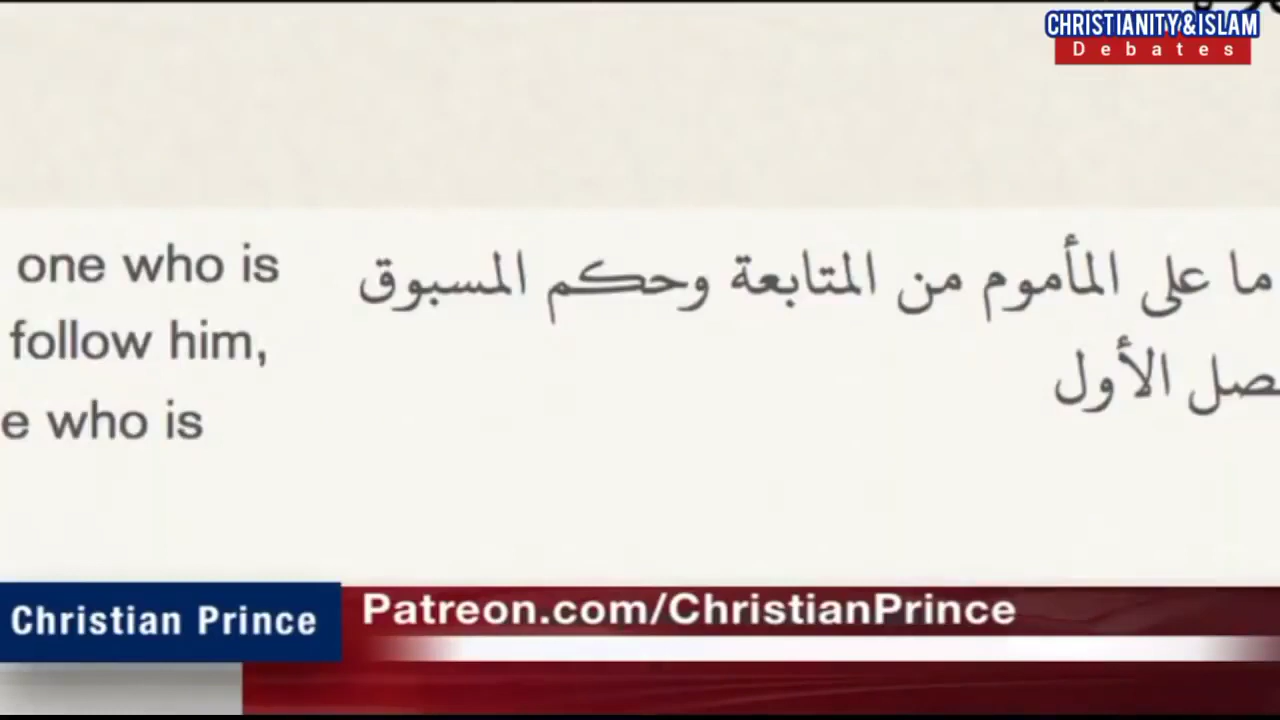 CHRISTIANITY & ISLAM
Debates
one who is
follow him,
who is
ما على المأموم من المتابعة وحكم المسبوق
الأول
Christian Prince
Patreon.com/ChristianPrince